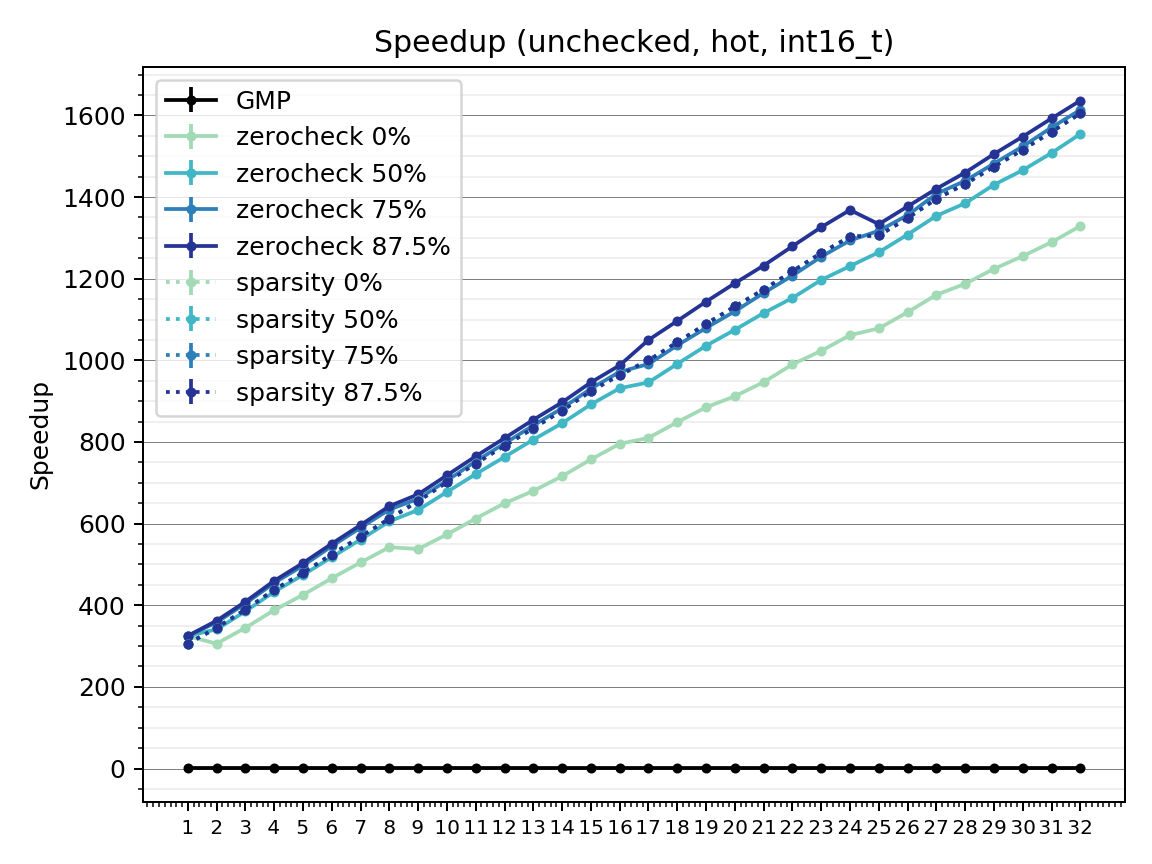 Speedup (unchecked, hot, int16_t)
GMP
zerocheck 0%
zerocheck 50%
zerocheck 75%
zerocheck 87.5%
sparsity 0%
sparsity 50%
sparsity 75%
sparsity 87.5%
Speedup
1600
1400
1200
1000
800
600
400
200
0
1 2 3 4 5 6 7 8 9 10 11 12 13 14 15 16 17 18 19 20 21 22 23 24 25 26 27 28 29 30 31 32